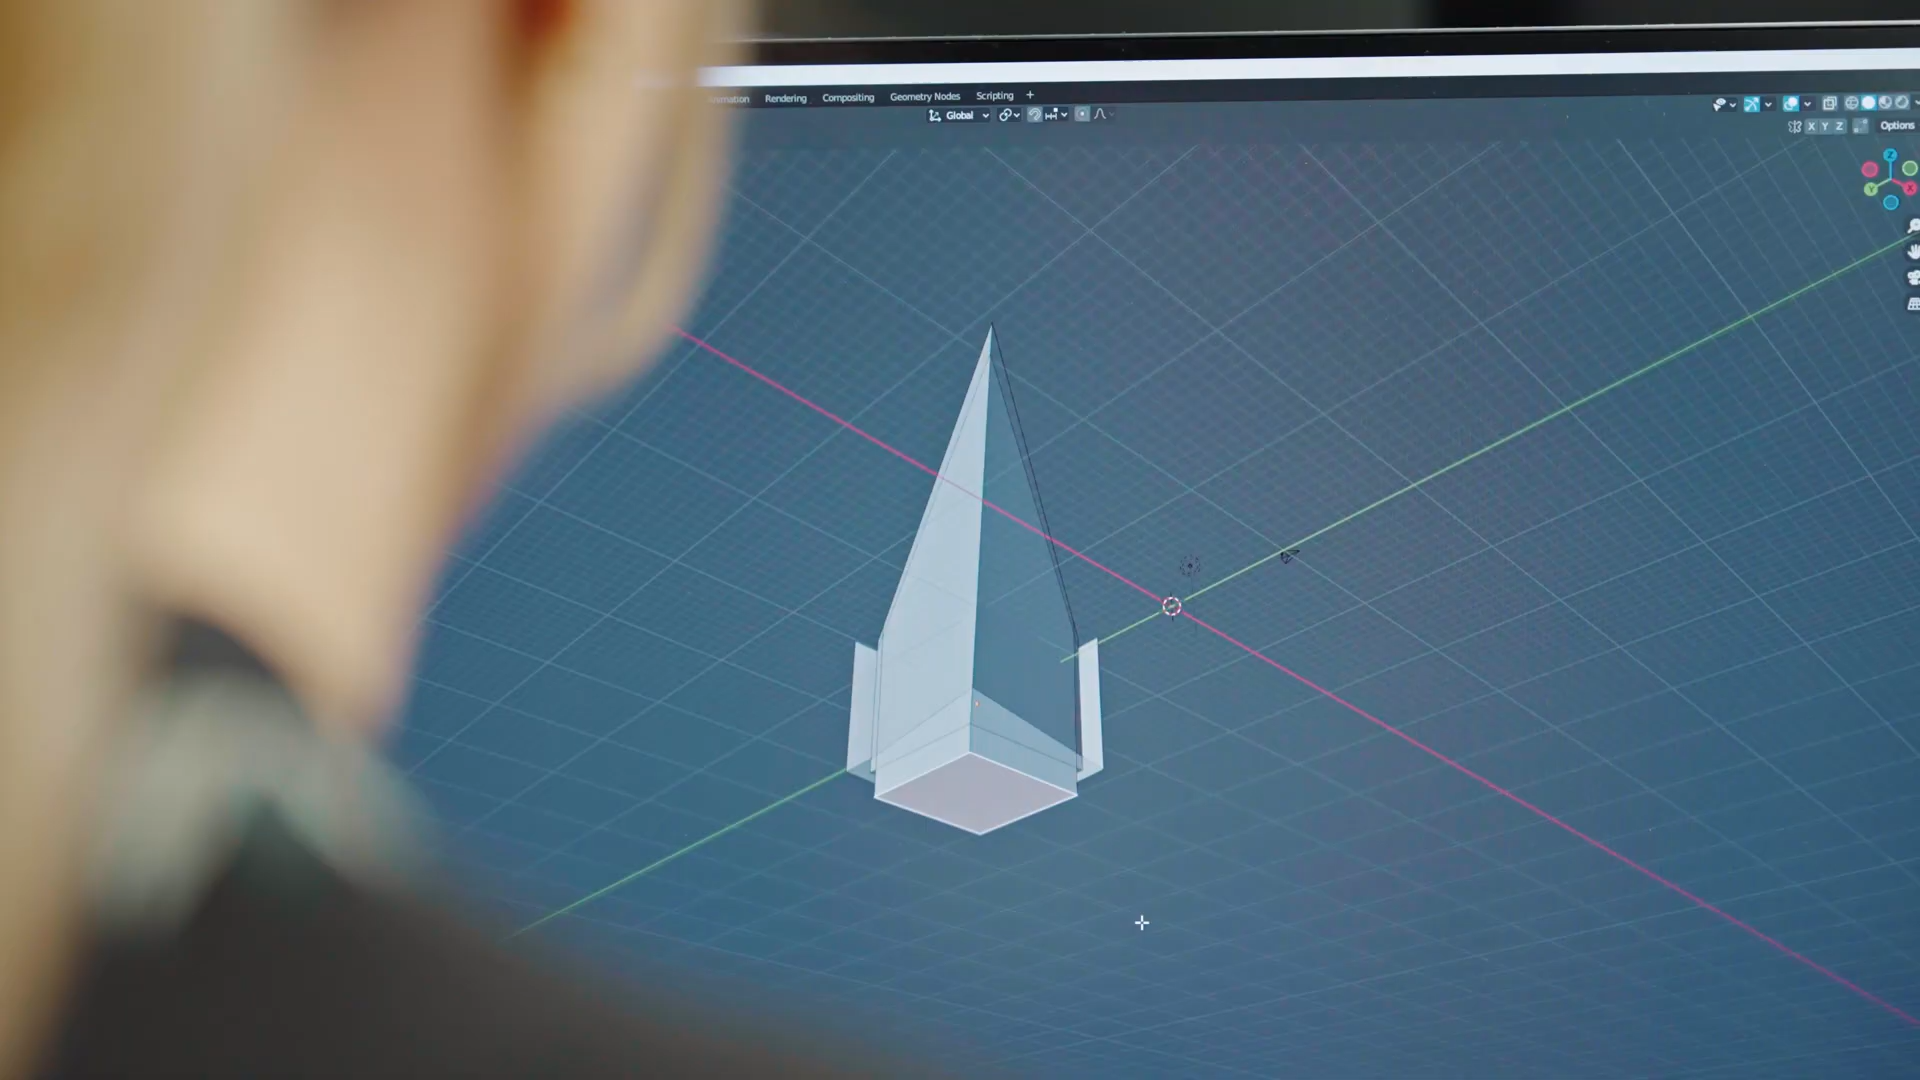 Rendering Compositing Geometry Nodes Scripting +
Global
X Y Z Options
Z
Y X